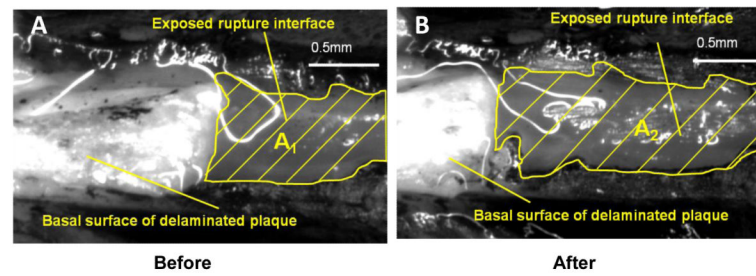 A
Exposed rupture interface
0.5mm
A1
Basal surface of delaminated plaque
Before
B
Exposed rupture interface
0.5mm
A2
Basal surface of delaminated plaque
After